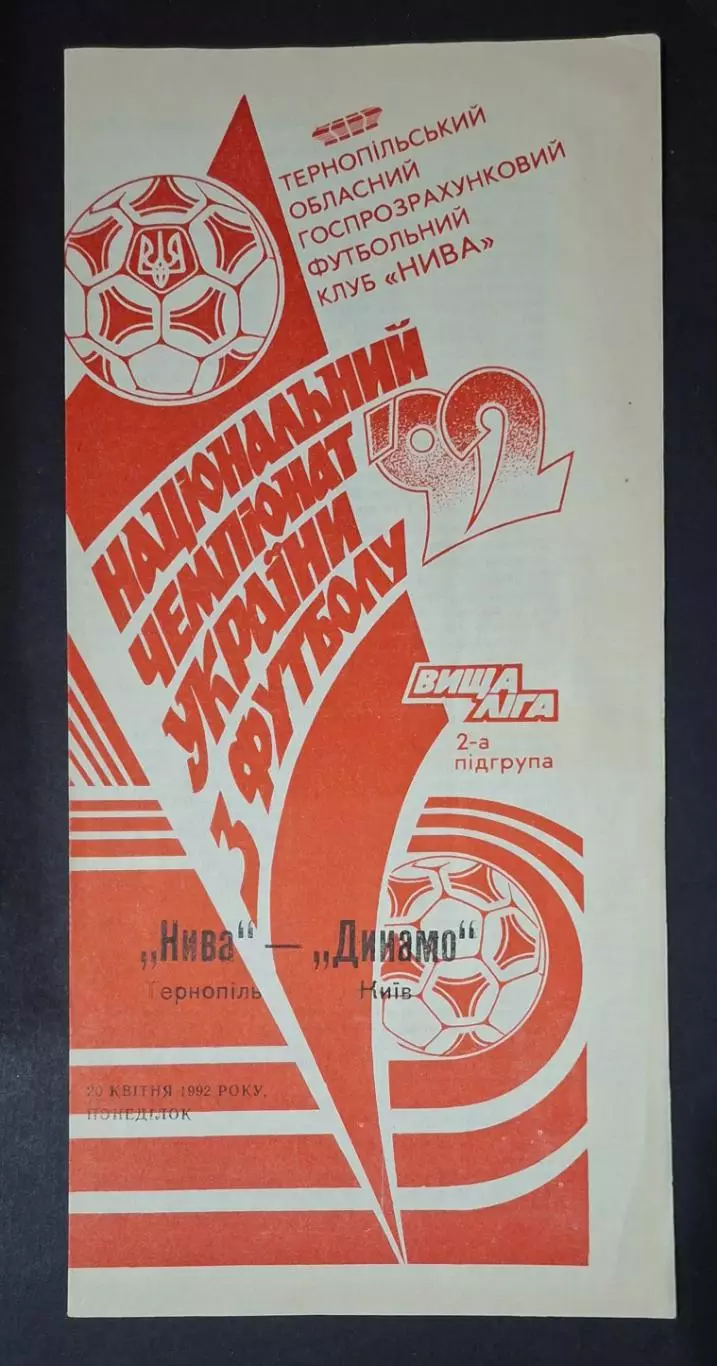 ТЕРНОПІЛЬСЬКИЙ
ОБЛАСНИЙ
ГОСПРОЗРАХУНКОВИЙ
ФУТБОЛЬНИЙ
КЛУБ «НИВА»
НАЦІОНАЛЬНИЙ
ЧЕМПІОНАТ
УКРАЇНИ
З ФУТБОЛУ
'92
ВИЩА
ЛІГА
2-а
підгрупа
„Нива“ — „Динамо“
Тернопіль Київ
20 КВІТНЯ 1992 РОКУ,
ПОНЕДІЛОК